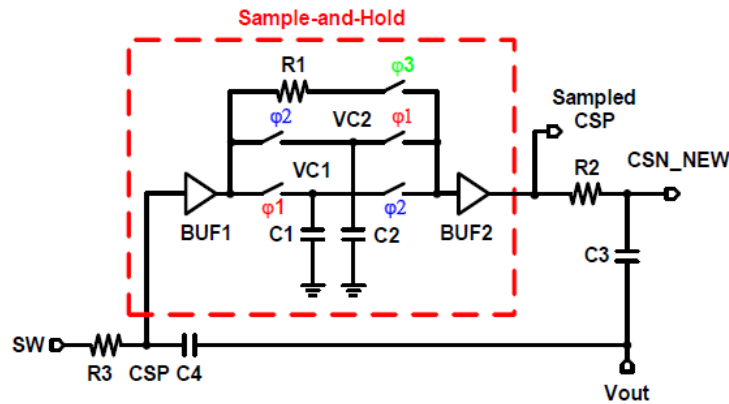 Sample-and-Hold
R1
φ3
φ2
VC2
φ1
Sampled
CSP
VC1
R2
CSN_NEW
φ1
φ2
BUF1
C1
C2
BUF2
C3
SW
R3
CSP
C4
Vout